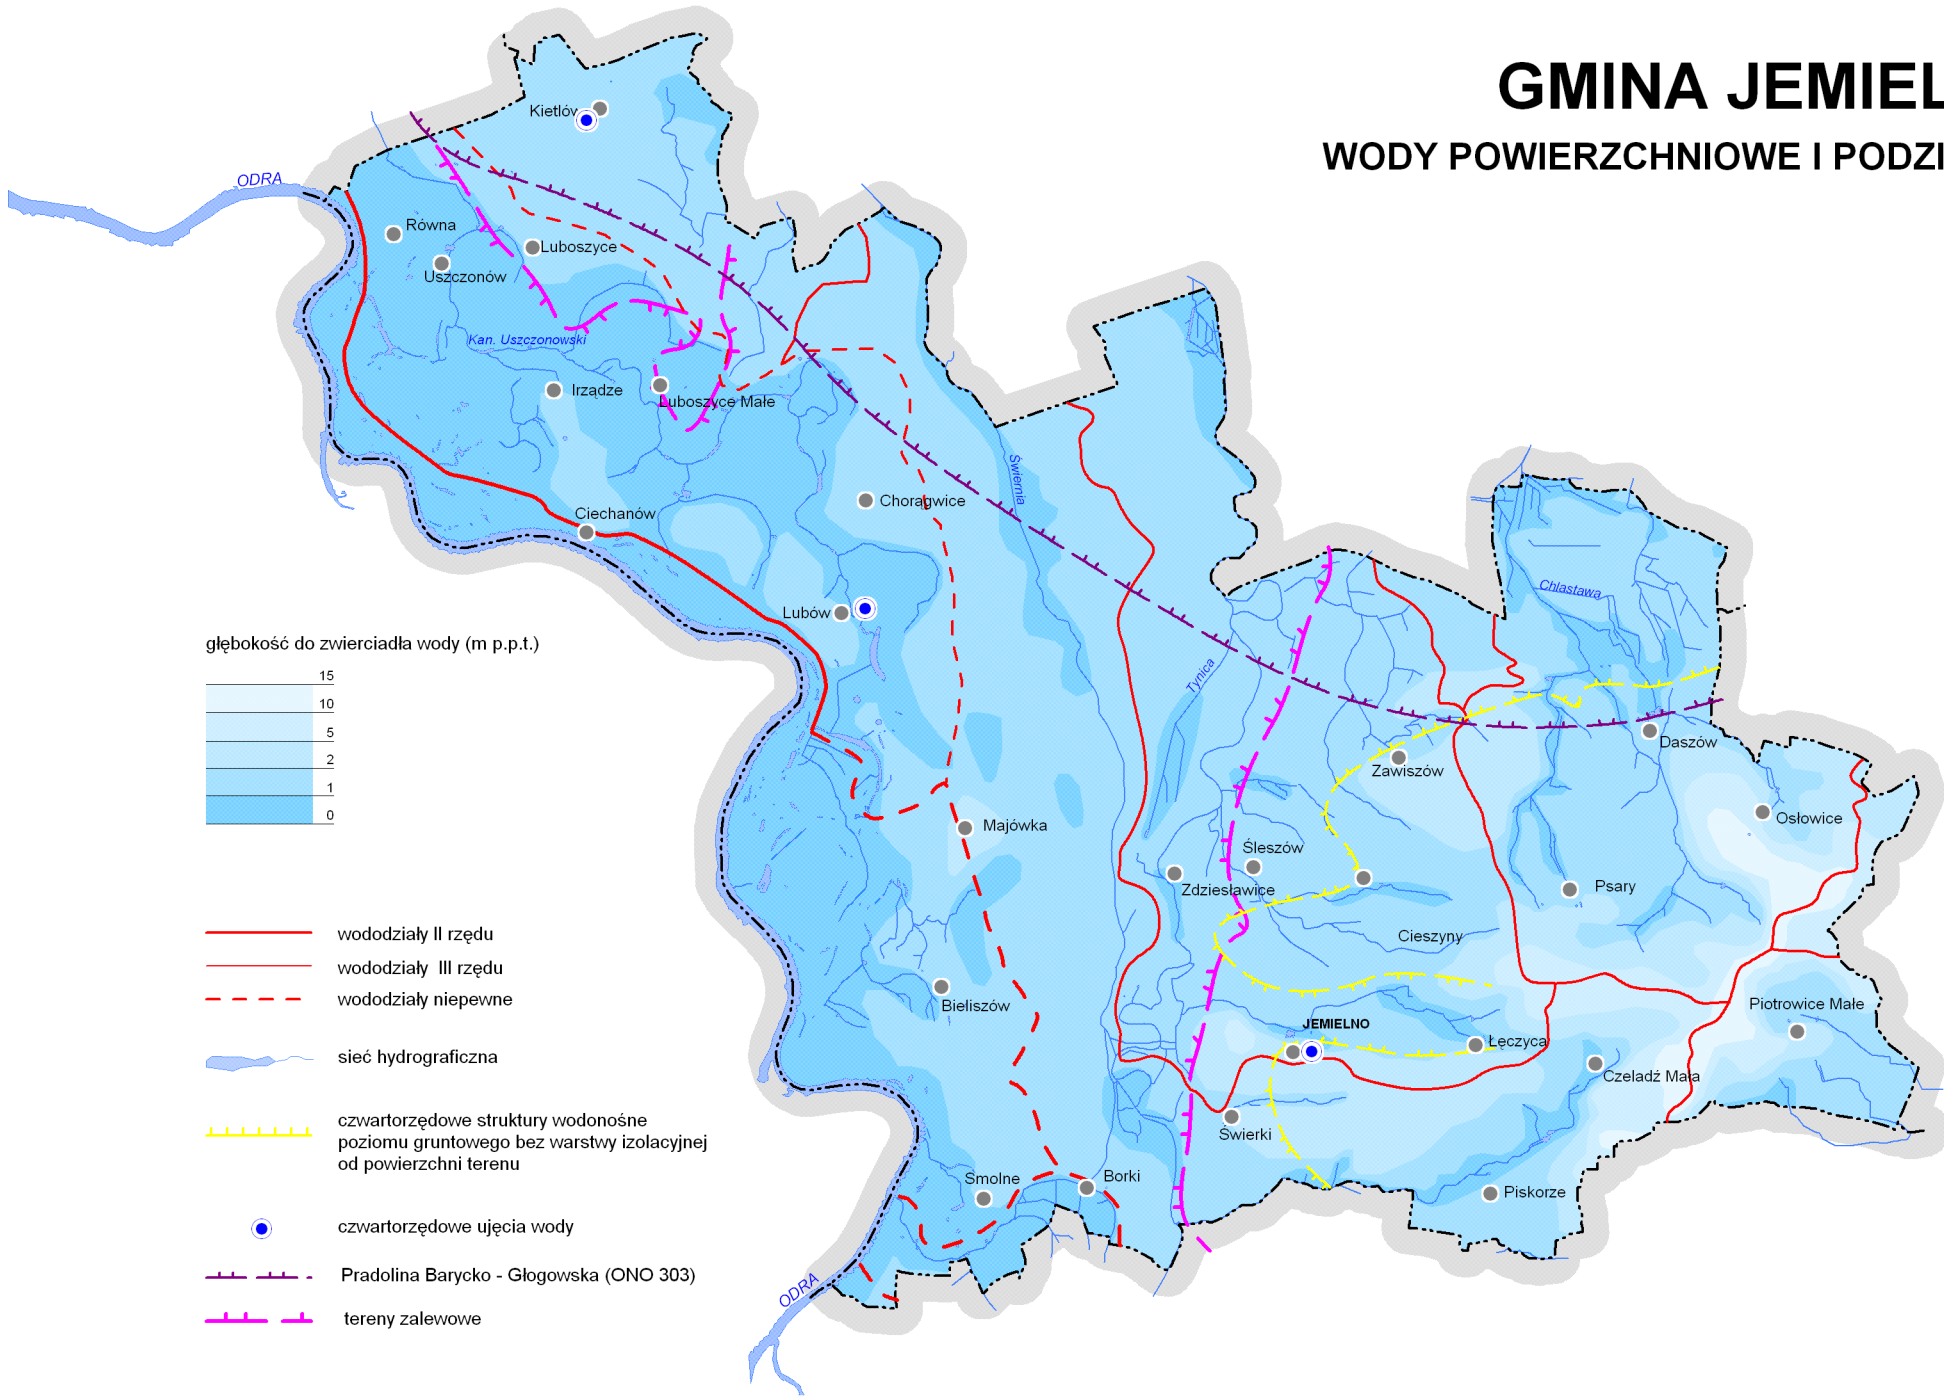 GMINA JEMIEL
WODY POWIERZCHNIOWE I PODZI
Kietlów
ODRA
Równa
Luboszyce
Uszczonów
Kan. Uszczonowski
Irządze
Luboszyce Małe
Świernia
Chorągwice
Ciechanów
Chlastawa
Lubów
głębokość do zwierciadła wody (m p.p.t.)
15
10
5
2
1
0
Tynica
Daszów
Zawiszów
Osłowice
Majówka
Śleszów
Zdziesławice
Psary
Cieszyny
wododziały II rzędu
wododziały III rzędu
wododziały niepewne
Bieliszów
Piotrowice Małe
JEMIELNO
Łęczyca
sieć hydrograficzna
Czeladź Mała
czwartorzędowe struktury wodonośne
poziomu gruntowego bez warstwy izolacyjnej
od powierzchni terenu
Świerki
Smolne
Borki
Piskorze
czwartorzędowe ujęcia wody
Pradolina Barycko - Głogowska (ONO 303)
ODRA
tereny zalewowe